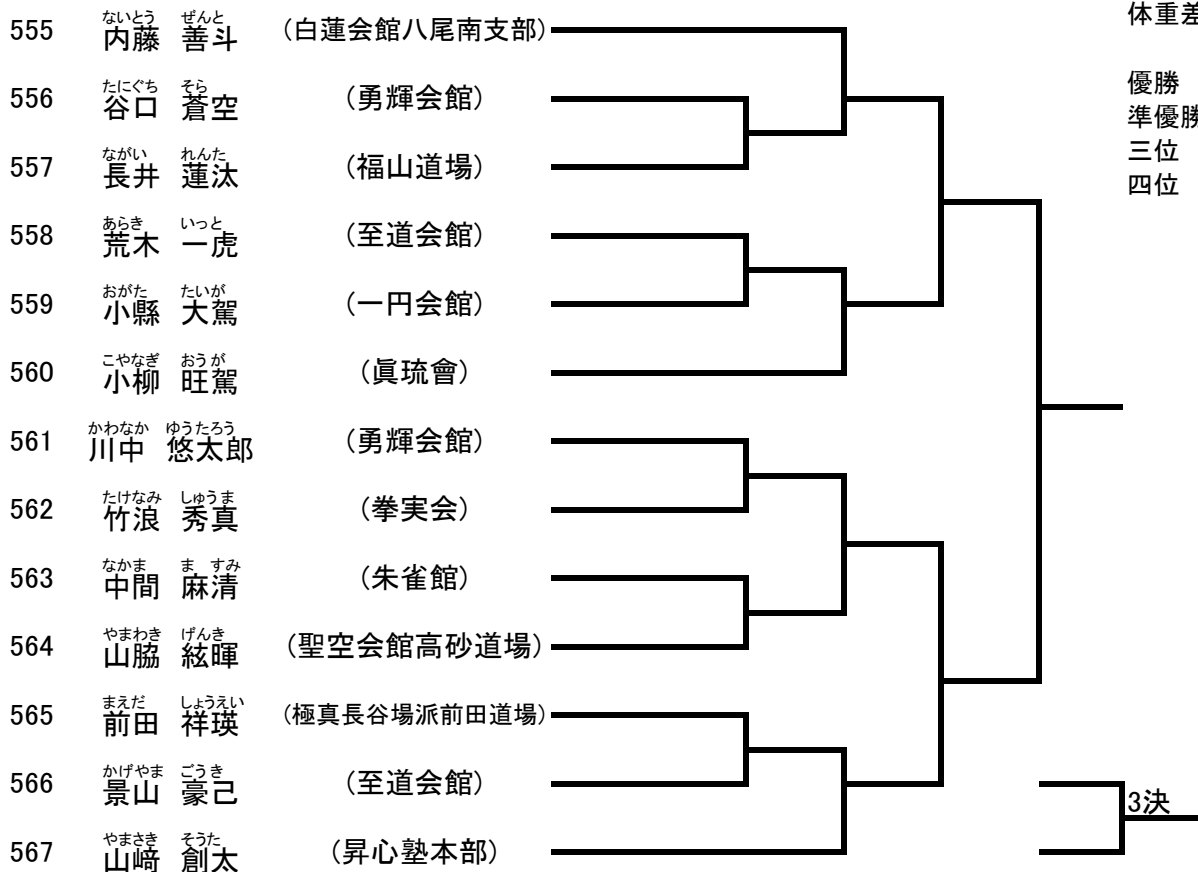 体重差
555 内藤 善斗 (白蓮会館八尾南支部)
ないとう ぜんと
優勝
556 谷口 蒼空 (勇輝会館)
たにぐち そら
準優勝
三位
557 長井 蓮汰 (福山道場)
ながい れんた
四位
558 荒木 一虎 (至道会館)
あらき いっと
559 小縣 大駕 (一円会館)
おがた たいが
560 小柳 旺駕 (眞琉會)
こやなぎ おうが
561 川中 悠太郎 (勇輝会館)
かわなか ゆうたろう
562 竹浪 秀真 (拳実会)
たけなみ しゅうま
563 中間 麻清 (朱雀館)
なかま ま すみ
564 山脇 絃暉 (聖空会館高砂道場)
やまわき げんき
565 前田 祥瑛 (極真長谷場派前田道場)
まえだ しょうえい
566 景山 豪己 (至道会館)
かげやま ごうき
3決
567 山﨑 創太 (昇心塾本部)
やまさき そうた